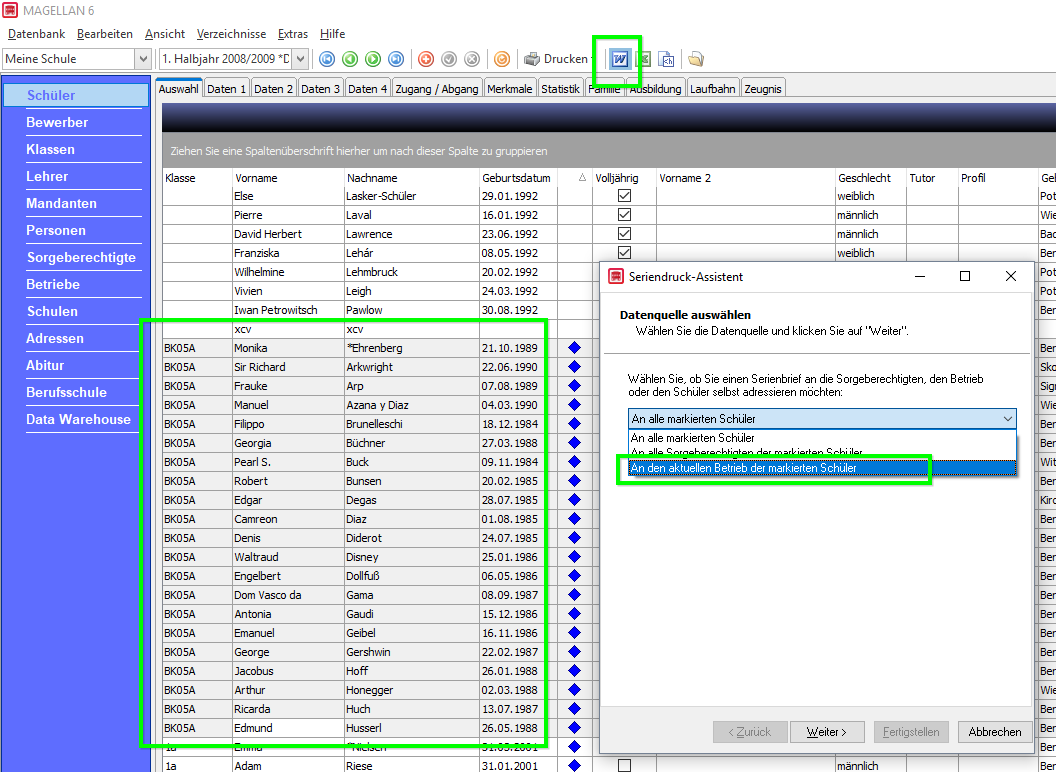 MAGELLAN 6
Datenbank Bearbeiten Ansicht Verzeichnisse Extras Hilfe
Meine Schule 1. Halbjahr 2008/2009 *D Drucken
Schüler
Bewerber
Klassen
Lehrer
Mandanten
Personen
Sorgeberechtigte
Betriebe
Schulen
Adressen
Abitur
Berufsschule
Data Warehouse
Auswahl Daten 1 Daten 2 Daten 3 Daten 4 Zugang / Abgang Merkmale Statistik Familie Ausbildung Laufbahn Zeugnis
Ziehen Sie eine Spaltenüberschrift hierher um nach dieser Spalte zu gruppieren
Klasse Vorname Nachname Geburtsdatum Volljährig Vorname 2 Geschlecht Tutor Profil Gel
Else Lasker-Schüler 29.01.1992 weiblich Pot
Pierre Laval 16.01.1992 männlich Wie
David Herbert Lawrence 23.06.1992 männlich Bac
Franziska Lehár 08.05.1992 weiblich Ber
Wilhelmine Lehmbruck 20.02.1992 Pot
Vivien Leigh 24.03.1992 Pot
Iwan Petrowitsch Pawlow 30.08.1992 Ber
xcv xcv
BK05A Monika *Ehrenberg 21.10.1989 Ber
BK05A Sir Richard Arkwright 22.06.1990 Sko
BK05A Frauke Arp 07.08.1989 Sigr
BK05A Manuel Azana y Diaz 04.03.1990 Wie
BK05A Filippo Brunelleschi 18.12.1984 Ber
BK05A Georgia Büchner 27.03.1988 Ber
BK05A Pearl S. Buck 09.11.1984 Wit
BK05A Robert Bunsen 20.02.1985 Ber
BK05A Edgar Degas 28.07.1985 Kirc
BK05A Camreon Diaz 01.08.1985 Ber
BK05A Denis Diderot 24.07.1985 Ber
BK05A Waltraud Disney 25.01.1986 Ber
BK05A Engelbert Dollfuß 06.05.1986 Ber
BK05A Dom Vasco da Gama 08.09.1987 Ber
BK05A Antonia Gaudi 15.12.1986 Ber
BK05A Emanuel Geibel 16.11.1986 Ber
BK05A George Gershwin 22.02.1987 Ber
BK05A Jacobus Hoff 26.01.1988 Ber
BK05A Arthur Honegger 02.03.1988 Wie
BK05A Ricarda Huch 13.07.1987 Ber
BK05A Edmund Husserl 26.05.1988 Ber
1a Emma *Nielsen 31.05.2001 Ber
1a Adam Riese 31.01.2001 männlich Ber
Seriendruck-Assistent
Datenquelle auswählen
Wählen Sie die Datenquelle und klicken Sie auf "Weiter".
Wählen Sie, ob Sie einen Serienbrief an die Sorgeberechtigten, den Betrieb
oder den Schüler selbst adressieren möchten:
An alle markierten Schüler
An alle markierten Schüler
An alle Sorgeberechtigten der markierten Schüler
An den aktuellen Betrieb der markierten Schüler
< Zurück Weiter > Fertigstellen Abbrechen